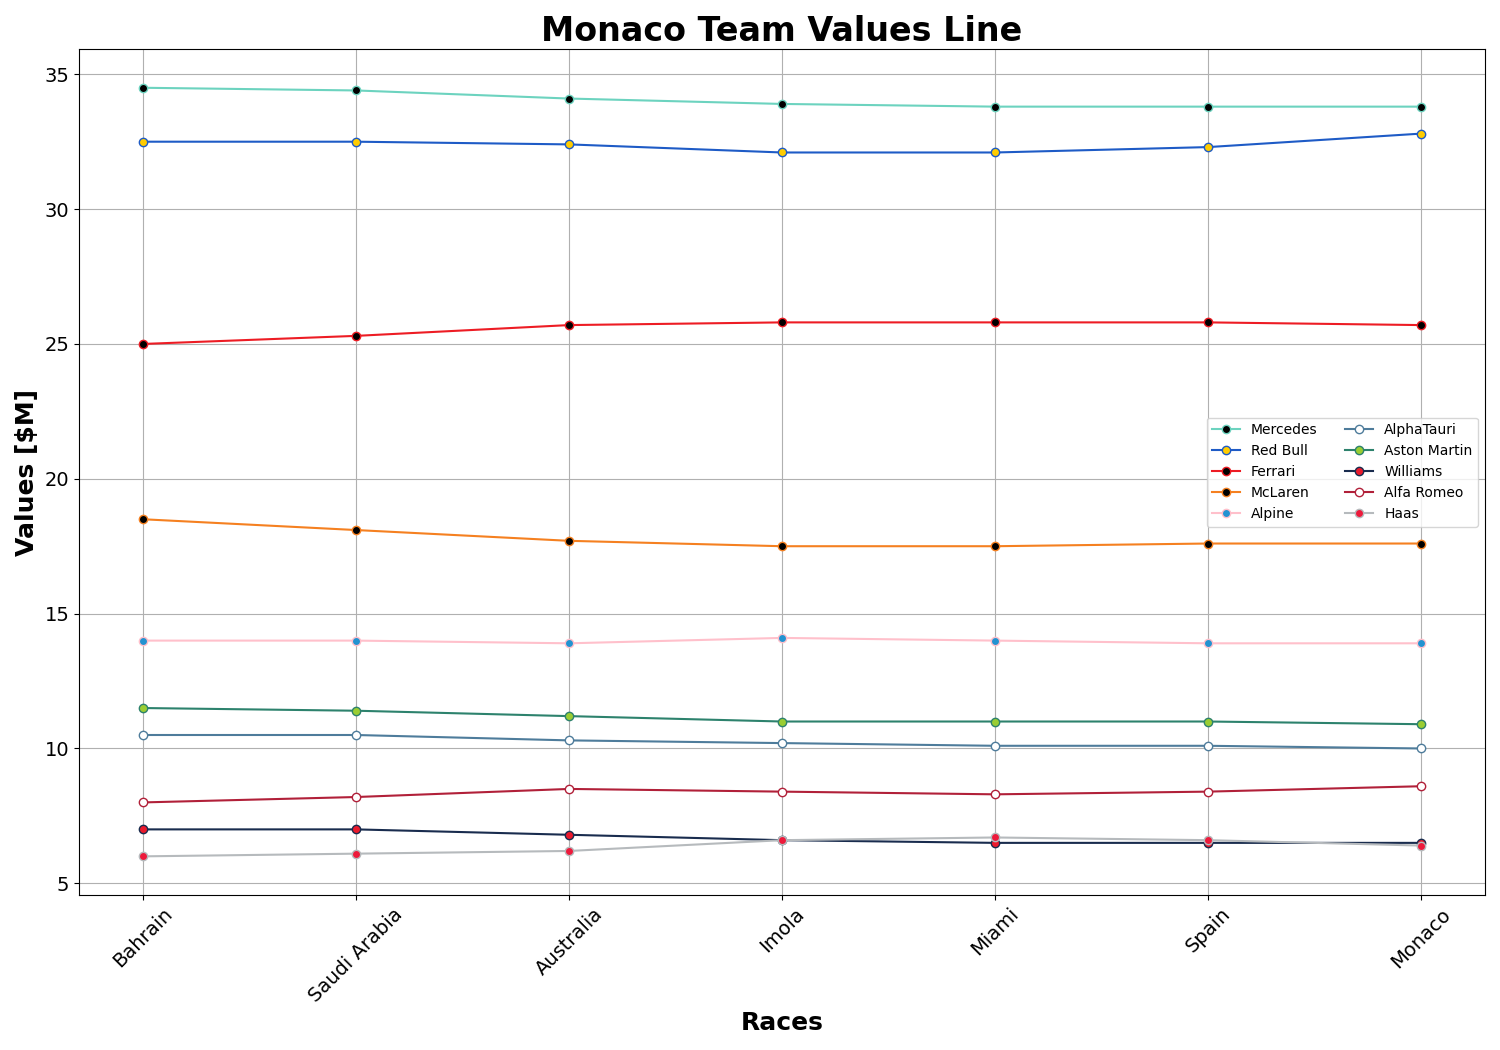 Monaco Team Values Line
35
30
25
20
15
10
5
Values [$M]
Mercedes
Red Bull
Ferrari
McLaren
Alpine
AlphaTauri
Aston Martin
Williams
Alfa Romeo
Haas
Bahrain
Saudi Arabia
Australia
Imola
Miami
Spain
Monaco
Races